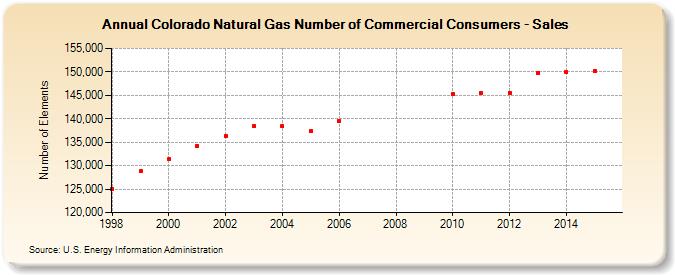 Annual Colorado Natural Gas Number of Commercial Consumers - Sales
Number of Elements
155,000
150,000
145,000
140,000
135,000
130,000
125,000
120,000
1998 2000 2002 2004 2006 2008 2010 2012 2014
Source: U.S. Energy Information Administration